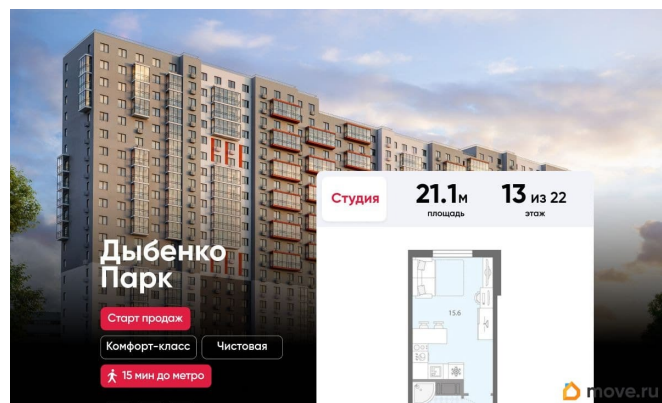 Студия
21.1м
площадь
13 из 22
этаж
Дыбенко
Парк
Старт продаж
Комфорт-класс
Чистовая
15 мин до метро
15.6
move.ru